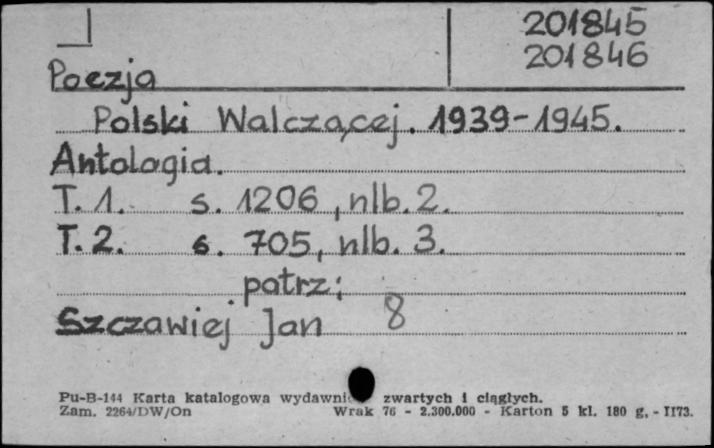 201845
201846
Poezja
Polski Walczącej. 1939-1945.
Antologia.
T. 1. s. 1206, nlb. 2.
T. 2. s. 705, nlb. 3.
patrz:
Szczawiej Jan 8
Pu-B-144 Karta katalogowa zwartych i ciągłych.
Zam. 2264/DW/On Wrak 76 - 2.300.000 - Karton 5 kl. 180 g. - II73.